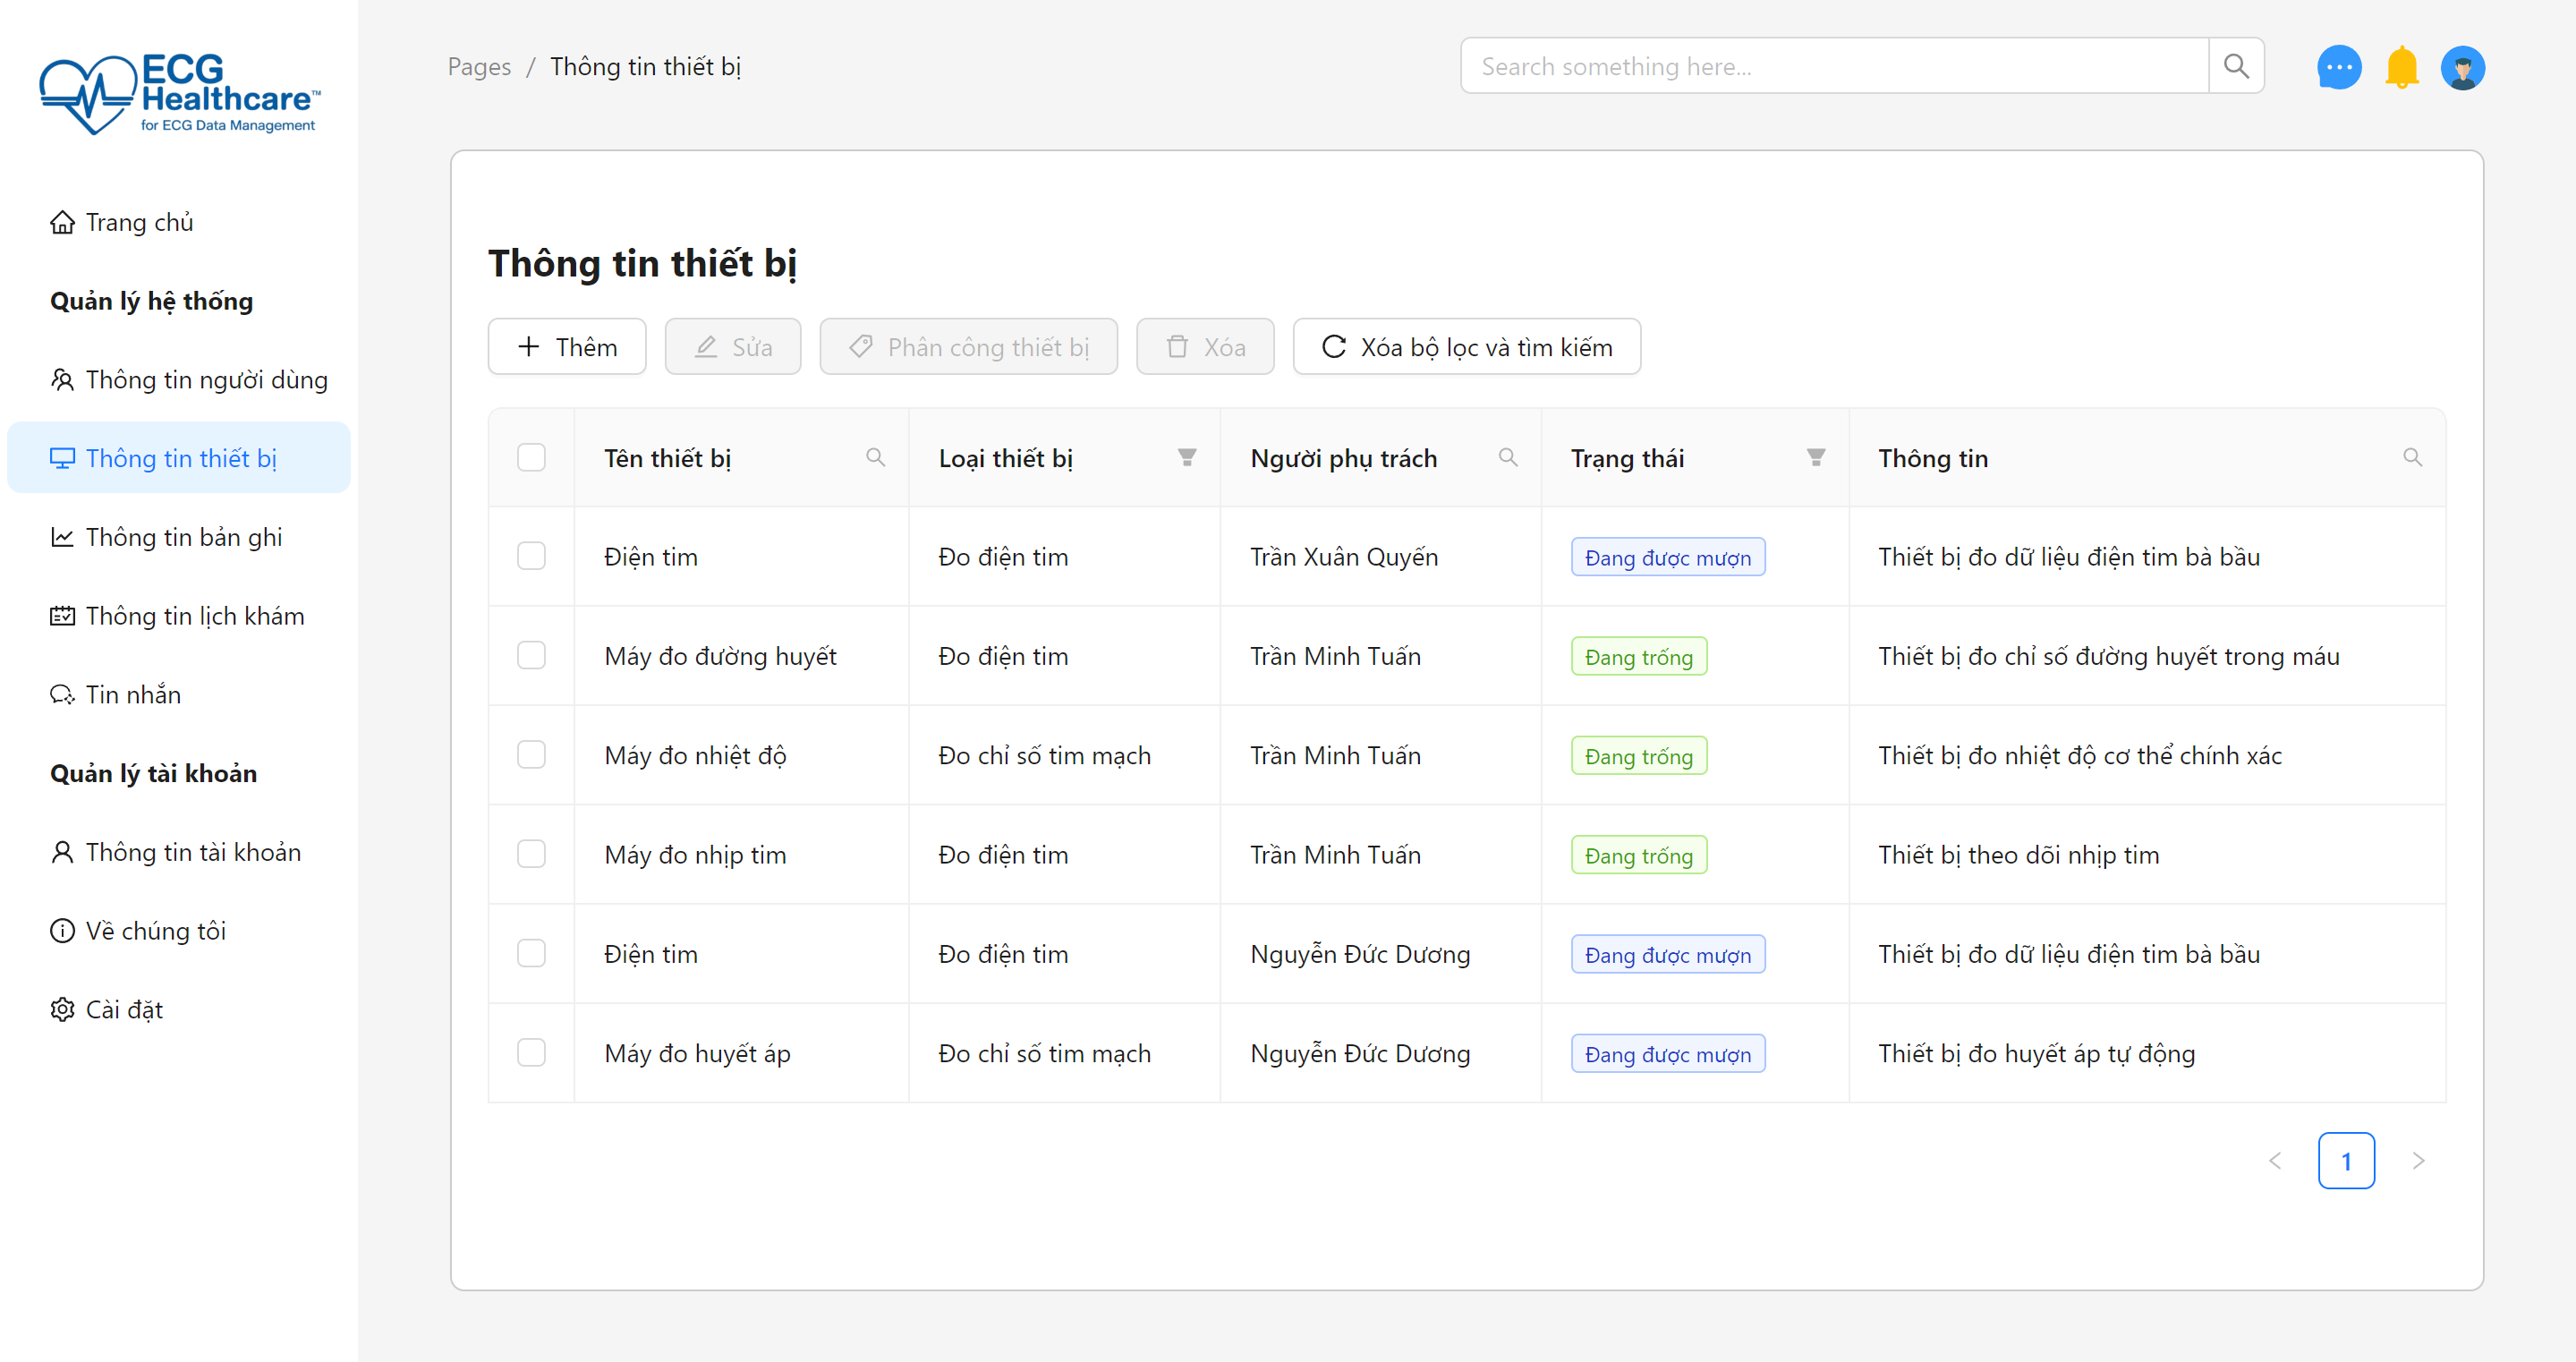 ECG
Healthcare™
for ECG Data Management
Trang chủ
Quản lý hệ thống
Thông tin người dùng
Thông tin thiết bị
Thông tin bản ghi
Thông tin lịch khám
Tin nhắn
Quản lý tài khoản
Thông tin tài khoản
Về chúng tôi
Cài đặt
Pages / Thông tin thiết bị
Search something here...
Thông tin thiết bị
Thêm Sửa Phân công thiết bị Xóa Xóa bộ lọc và tìm kiếm
Tên thiết bị Loại thiết bị Người phụ trách Trạng thái Thông tin
Điện tim Đo điện tim Trần Xuân Quyến Đang được mượn Thiết bị đo dữ liệu điện tim bà bầu
Máy đo đường huyết Đo điện tim Trần Minh Tuấn Đang trống Thiết bị đo chỉ số đường huyết trong máu
Máy đo nhiệt độ Đo chỉ số tim mạch Trần Minh Tuấn Đang trống Thiết bị đo nhiệt độ cơ thể chính xác
Máy đo nhịp tim Đo điện tim Trần Minh Tuấn Đang trống Thiết bị theo dõi nhịp tim
Điện tim Đo điện tim Nguyễn Đức Dương Đang được mượn Thiết bị đo dữ liệu điện tim bà bầu
Máy đo huyết áp Đo chỉ số tim mạch Nguyễn Đức Dương Đang được mượn Thiết bị đo huyết áp tự động
1